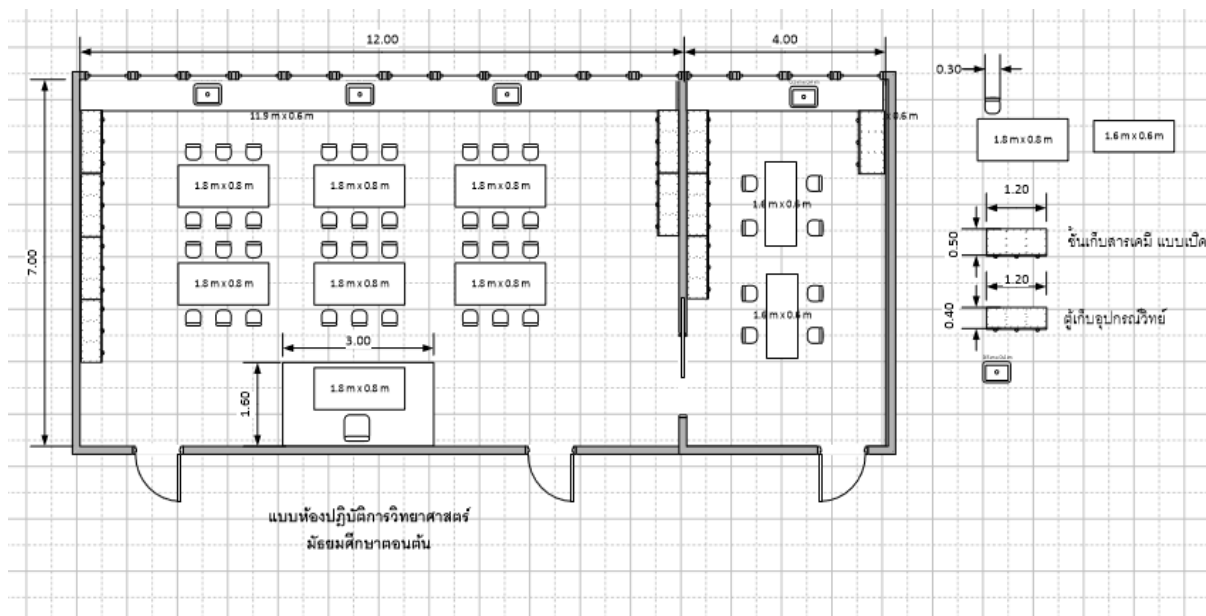 12.00
4.00
0.30
11.9 m x 0.6 m
x 0.6 m
1.8 m x 0.8 m
1.6 m x 0.6 m
1.8 m x 0.8 m
1.8 m x 0.8 m
1.8 m x 0.8 m
1.6 m x 0.6 m
1.20
0.50
ชั้นเก็บสารเคมี แบบเปิด
7.00
1.8 m x 0.8 m
1.8 m x 0.8 m
1.8 m x 0.8 m
1.6 m x 0.6 m
1.20
0.40
ตู้เก็บอุปกรณ์วิทย์
3.00
1.60
1.8 m x 0.8 m
แบบห้องปฏิบัติการวิทยาศาสตร์
มัธยมศึกษาตอนต้น